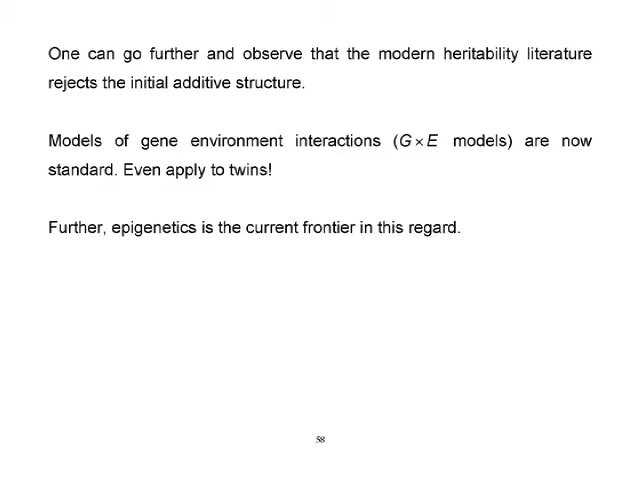 One can go further and observe that the modern heritability literature
rejects the initial additive structure.
Models of gene environment interactions (G × E models) are now
standard. Even apply to twins!
Further, epigenetics is the current frontier in this regard.
58